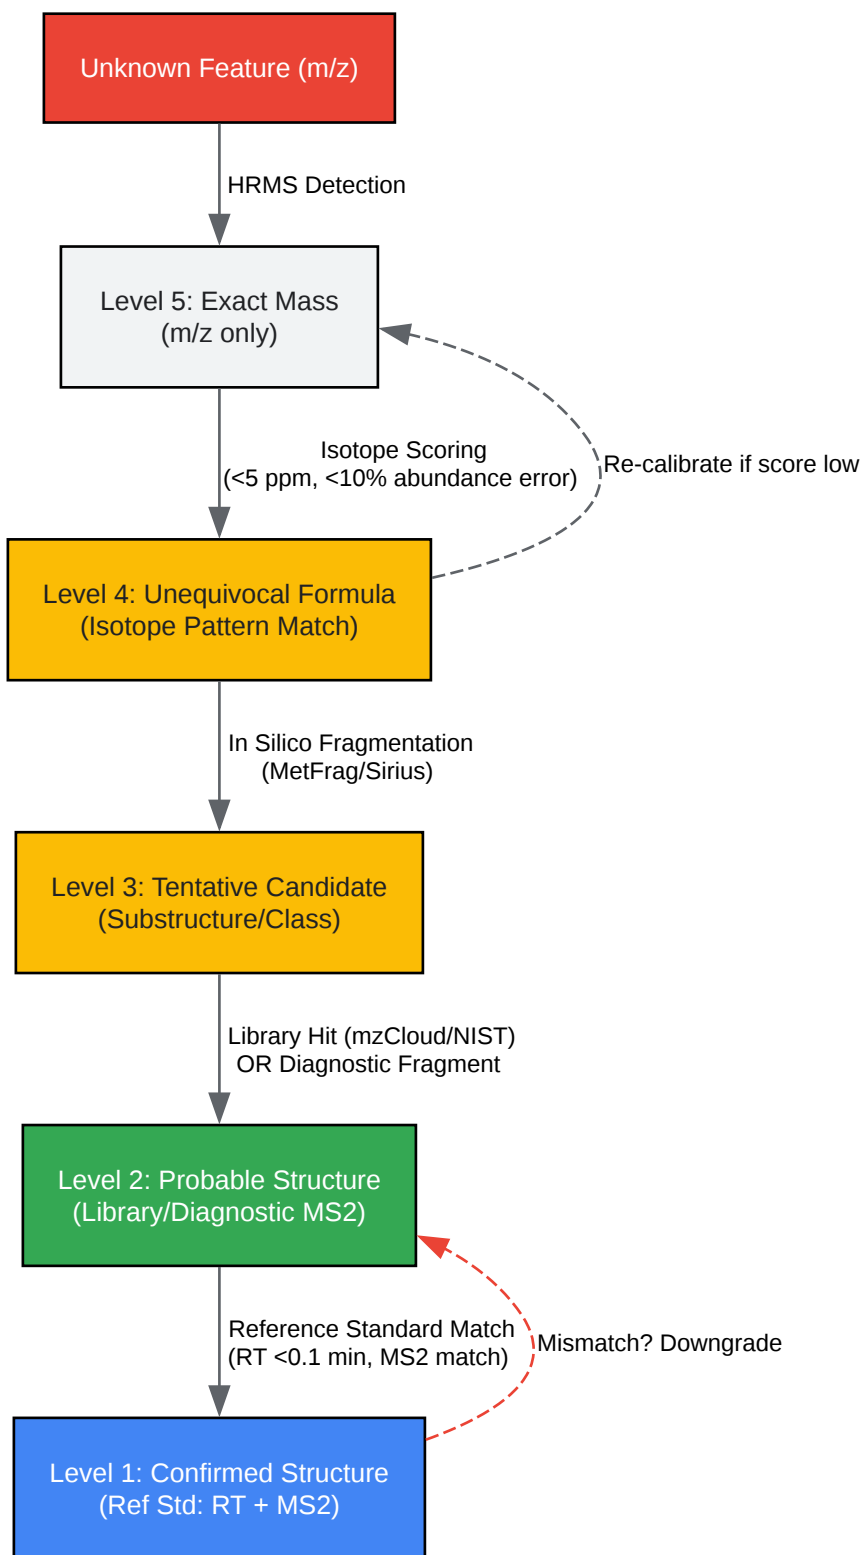 Unknown Feature (m/z)
HRMS Detection
Level 5: Exact Mass
(m/z only)
Isotope Scoring
(<5 ppm, <10% abundance error)
Re-calibrate if score low
Level 4: Unequivocal Formula
(Isotope Pattern Match)
In Silico Fragmentation
(MetFrag/Sirius)
Level 3: Tentative Candidate
(Substructure/Class)
Library Hit (mzCloud/NIST)
OR Diagnostic Fragment
Level 2: Probable Structure
(Library/Diagnostic MS2)
Reference Standard Match
(RT <0.1 min, MS2 match)
Mismatch? Downgrade
Level 1: Confirmed Structure
(Ref Std: RT + MS2)